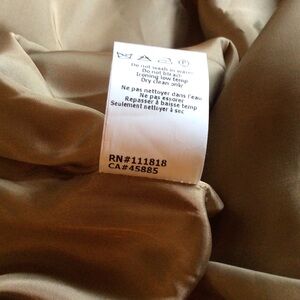 Do not wash in water
Do not bleach
Ironing low temp
Dry clean only
Ne pas nettoyer dans l'eau
Repasser à baisse temp
Seulement nettoyer à sec
RN#111818
CA#45885